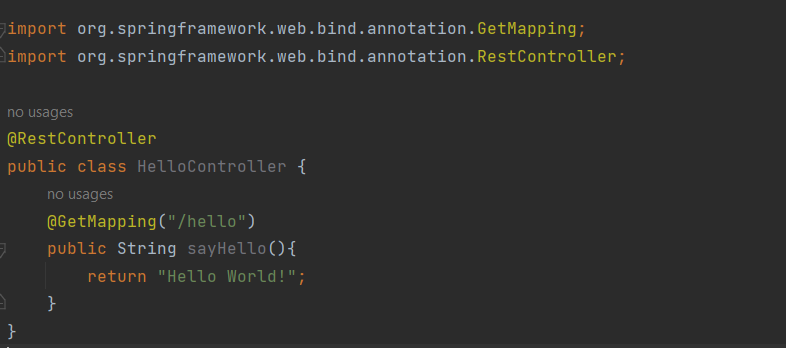 import org.springframework.web.bind.annotation.GetMapping;
import org.springframework.web.bind.annotation.RestController;
no usages
@RestController
public class HelloController {
no usages
@GetMapping("/hello")
public String sayHello(){
return "Hello World!";
}
}